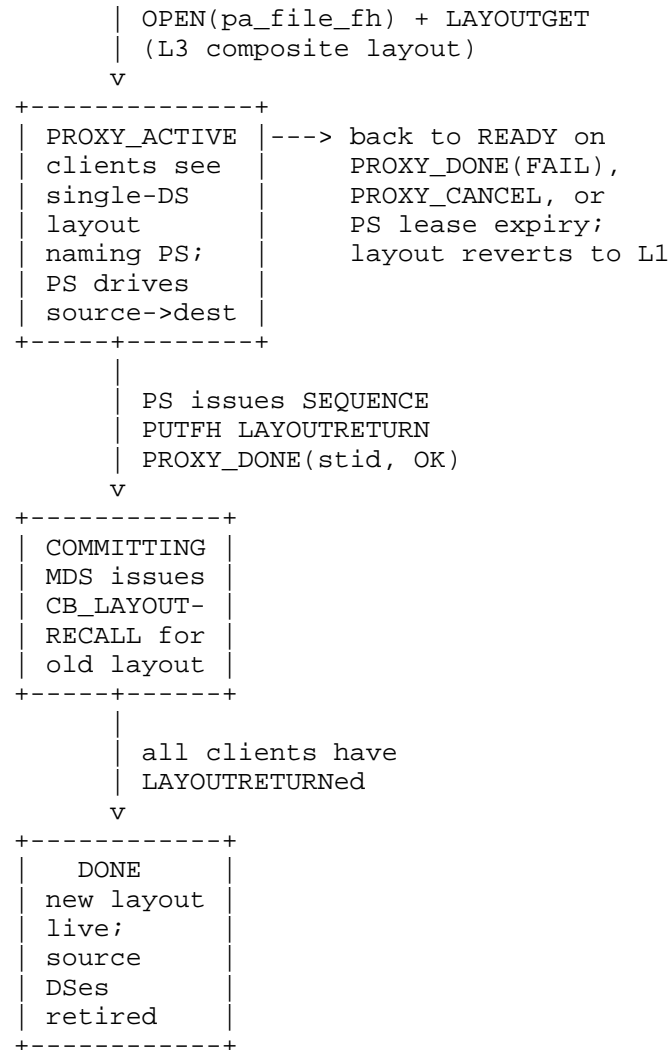 | OPEN(pa_file_fh) + LAYOUTGET
| (L3 composite layout)
v
+--------------+
| PROXY_ACTIVE |---> back to READY on
| clients see  |     PROXY_DONE(FAIL),
| single-DS    |     PROXY_CANCEL, or
| layout       |     PS lease expiry;
| naming PS;   |     layout reverts to L1
| PS drives    |
| source->dest |
+-----+--------+
|
| PS issues SEQUENCE
| PUTFH LAYOUTRETURN
| PROXY_DONE(stid, OK)
v
+------------+
| COMMITTING |
| MDS issues |
| CB_LAYOUT- |
| RECALL for |
| old layout |
+-----+------+
|
| all clients have
| LAYOUTRETURNed
v
+------------+
|   DONE     |
| new layout |
| live;      |
| source     |
| DSes       |
| retired    |
+------------+